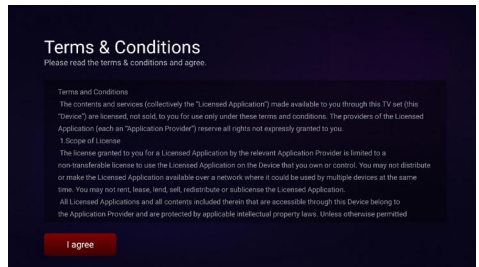 Terms & Conditions
Please read the terms & conditions and agree.
Terms and Conditions
The contents and services (collectively the "Licensed Application") made available to you through this TV set (this
"Device") are licensed, not sold, to you for use only under these terms and conditions. The providers of the Licensed
Application (each an "Application Provider") reserve all rights not expressly granted to you.
1.Scope of License
The license granted to you for a Licensed Application by the relevant Application Provider is limited to a
non-transferable license to use the Licensed Application on the Device that you own or control. You may not distribute
or make the Licensed Application available over a network where it could be used by multiple devices at the same
time. You may not rent, lease, lend, sell, redistribute or sublicense the Licensed Application.
All Licensed Applications and all contents included therein that are accessible through this Device belong to
the Application Provider and are protected by applicable intellectual property laws. Unless otherwise permitted
I agree